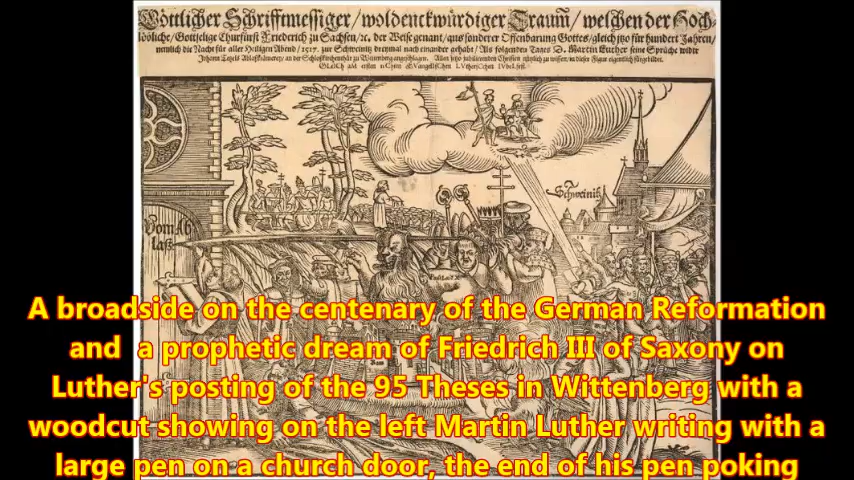 Göttlicher Schrifftmessiger / woldenckwürdiger Traum / welchen der Hoch-
löbliche / Gottselige Churfürst Friederich zu Sachsen / &c. der Weise genant / aus sonderer Offenbarung Gottes / gleich jtzo für hundert Jahren /
nemlich die Nacht für aller Heiligen Abend / 1517. zur Schweinitz dreymal nach einander gehabt / Als folgenden Tages D. Martin Luther seine Sprüche wider
Johann Tetzels Ablaßkrämerey / an der Schloßkirchenthür zu Wittemberg angeschlagen.
Schweinitz
Vom Ab
laß
A broadside on the centenary of the German Reformation
and a prophetic dream of Friedrich III of Saxony on
Luther's posting of the 95 Theses in Wittenberg with a
woodcut showing on the left Martin Luther writing with a
large pen on a church door, the end of his pen poking